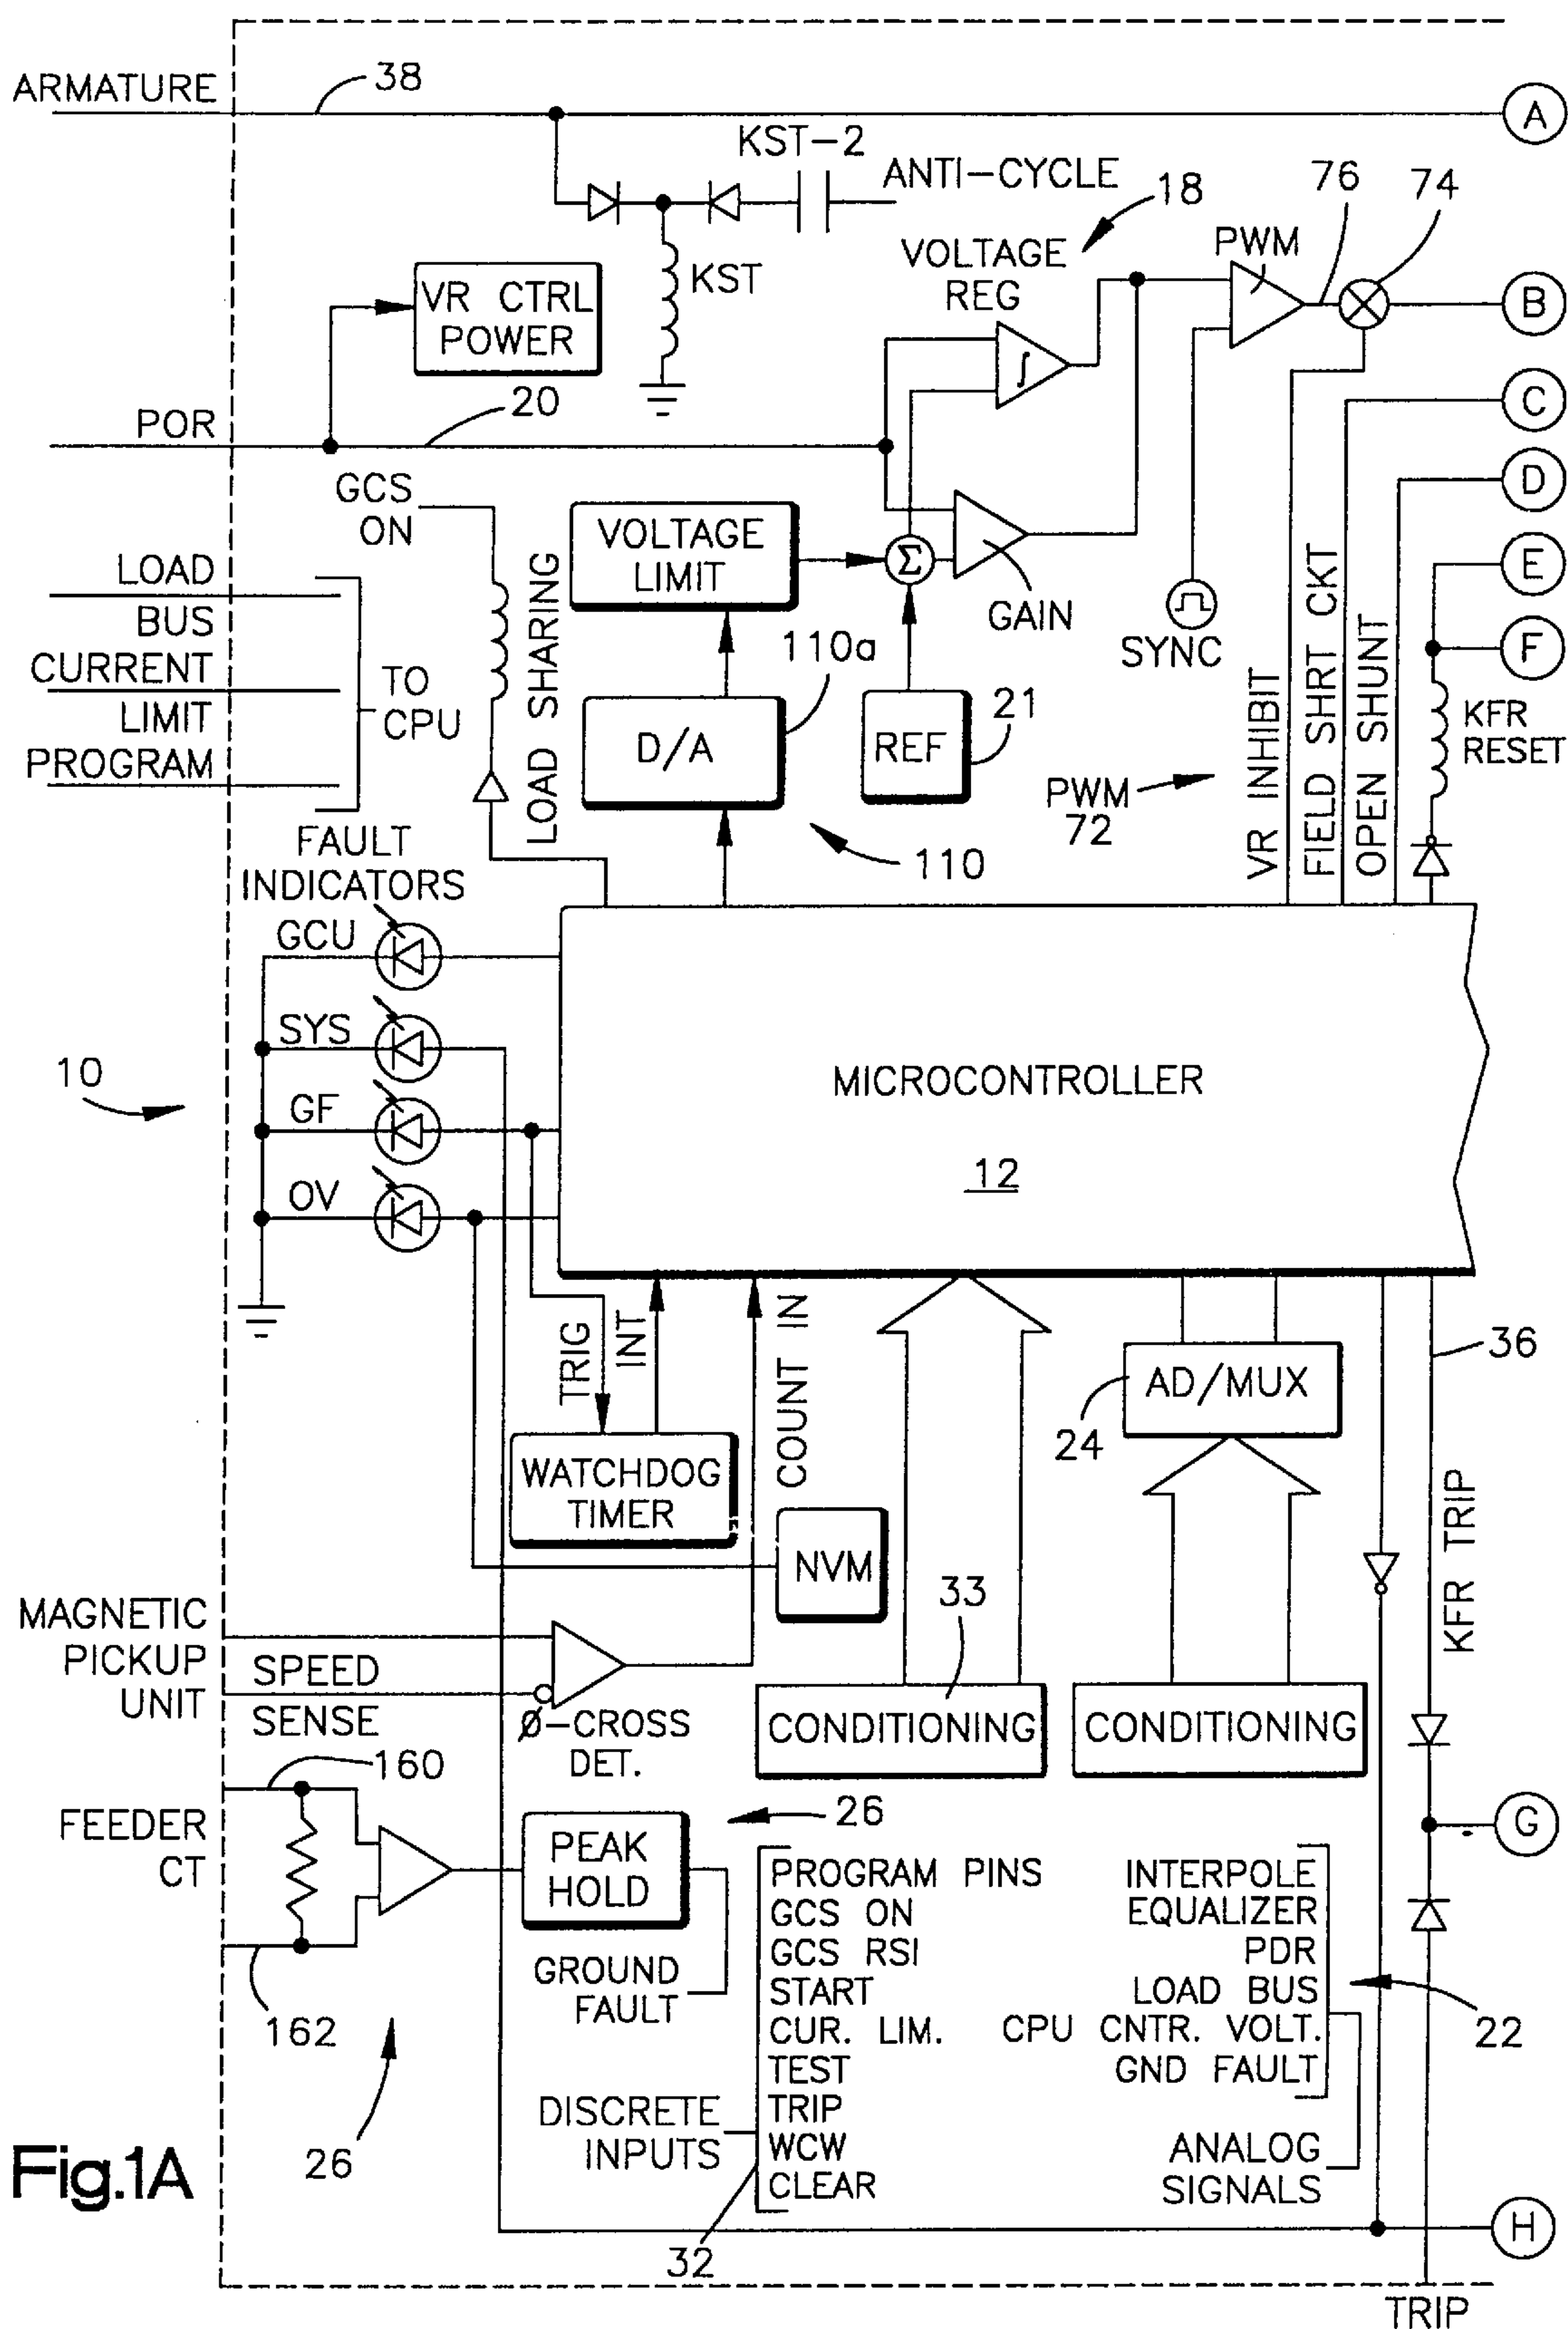 ARMATURE
38
A
KST-2
ANTI-CYCLE
18
76
74
KST
VOLTAGE
REG
PWM
VR CTRL
POWER
∫
B
POR
20
C
GCS
ON
D
VOLTAGE
LIMIT
Σ
GAIN
SYNC
E
F
LOAD
BUS
CURRENT
LIMIT
PROGRAM
TO
CPU
LOAD SHARING
110a
D/A
REF
21
PWM
72
VR INHIBIT
FIELD SHRT CKT
OPEN SHUNT
KFR
RESET
110
FAULT
INDICATORS
GCU
SYS
GF
OV
10
MICROCONTROLLER
12
TRIG
INT
COUNT IN
36
AD/MUX
24
WATCHDOG
TIMER
NVM
KFR TRIP
MAGNETIC
PICKUP
UNIT
SPEED
SENSE
Ø-CROSS
DET.
33
CONDITIONING
CONDITIONING
160
FEEDER
CT
162
PEAK
HOLD
26
GROUND
FAULT
G
PROGRAM PINS
GCS ON
GCS RSI
START
CUR. LIM.
TEST
TRIP
WCW
CLEAR
INTERPOLE
EQUALIZER
PDR
LOAD BUS
CPU CNTR. VOLT.
GND FAULT
22
DISCRETE
INPUTS
32
ANALOG
SIGNALS
26
Fig.1A
H
TRIP